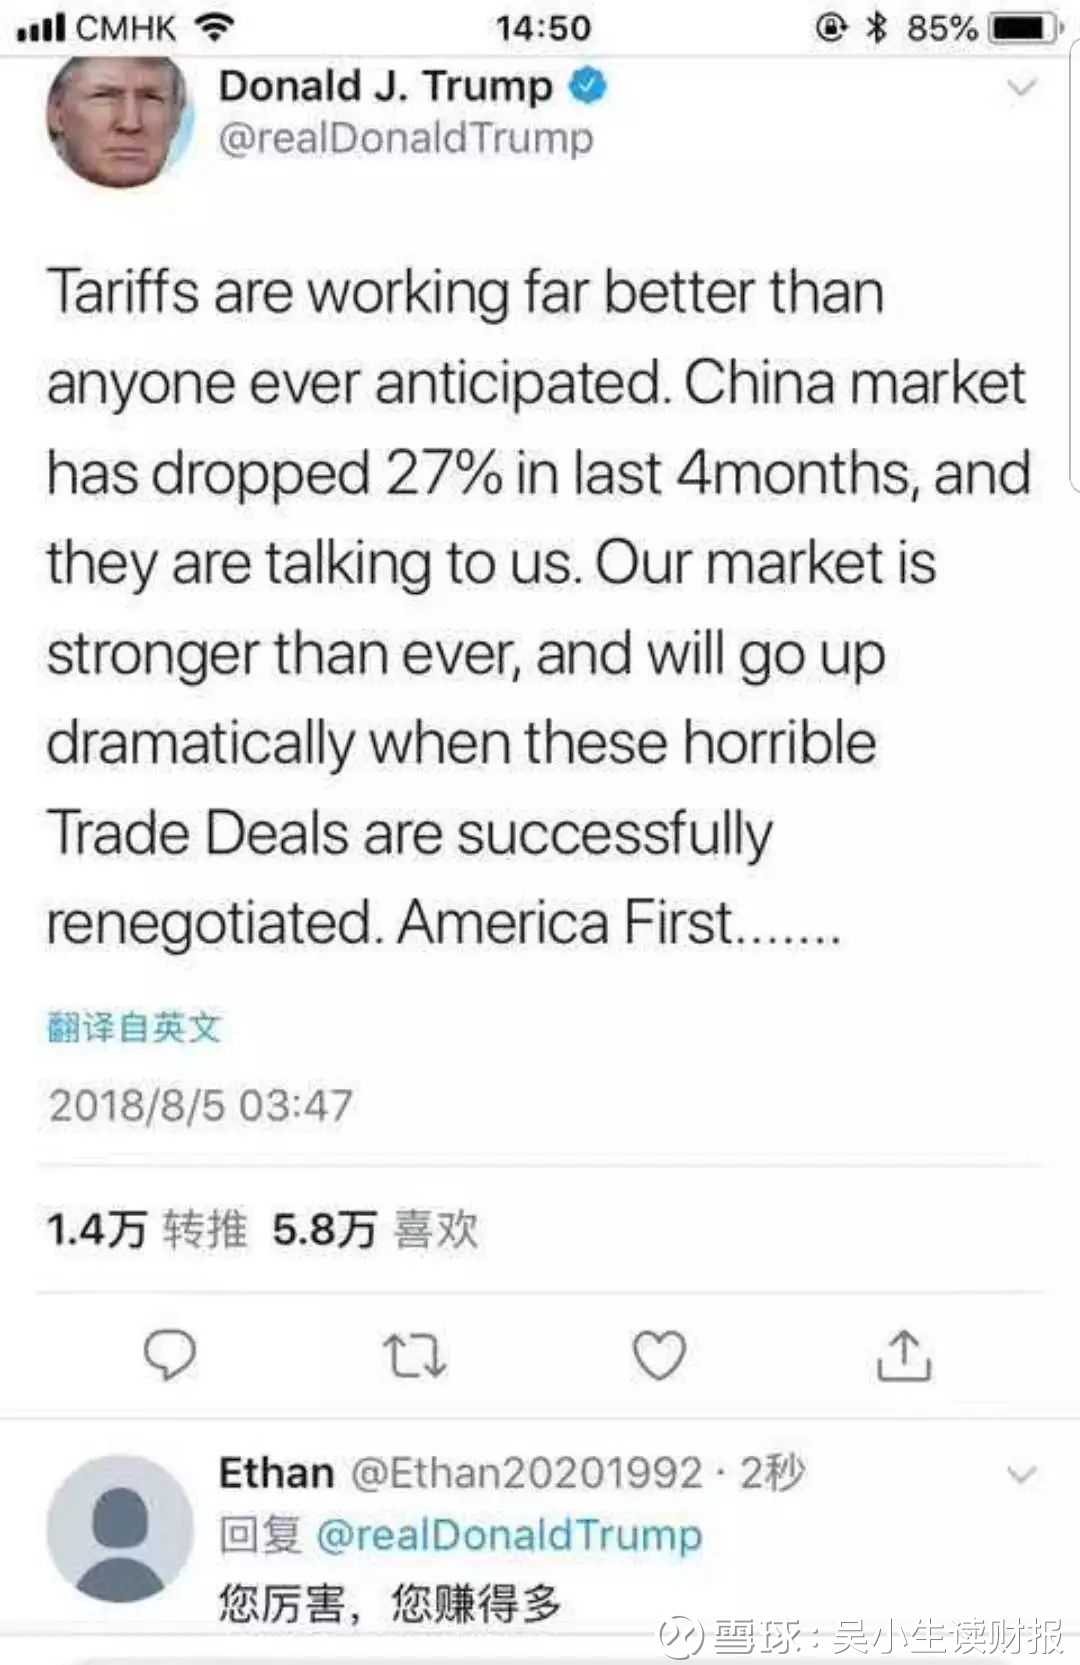 CMHK 14:50 85%
Donald J. Trump
@realDonaldTrump
Tariffs are working far better than
anyone ever anticipated. China market
has dropped 27% in last 4months, and
they are talking to us. Our market is
stronger than ever, and will go up
dramatically when these horrible
Trade Deals are successfully
renegotiated. America First.......
翻译自英文
2018/8/5 03:47
1.4万 转推 5.8万 喜欢
Ethan @Ethan20201992 · 2秒
回复 @realDonaldTrump
您厉害，您赚得多
雪球：吴小生读财报